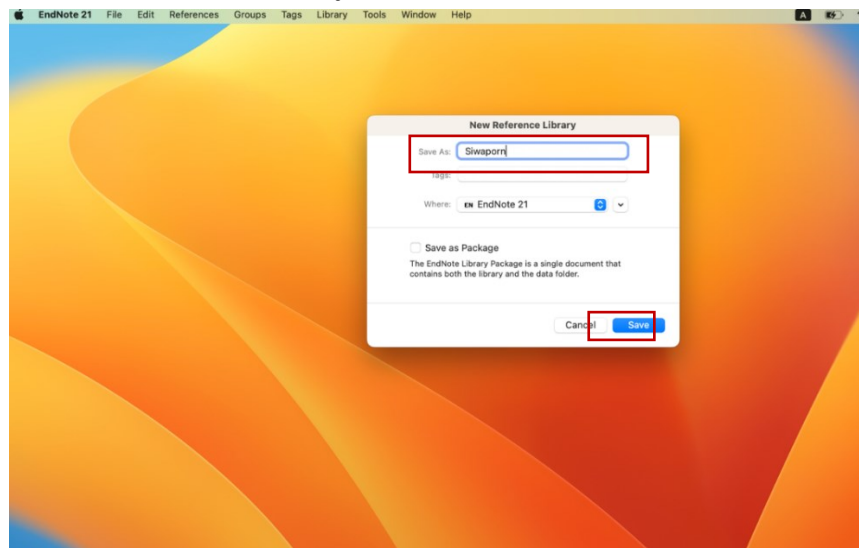 EndNote 21 File Edit References Groups Tags Library Tools Window Help A
New Reference Library
Save As: Siwaporn
Tags:
Where: EN EndNote 21
Save as Package
The EndNote Library Package is a single document that
contains both the library and the data folder.
Cancel Save